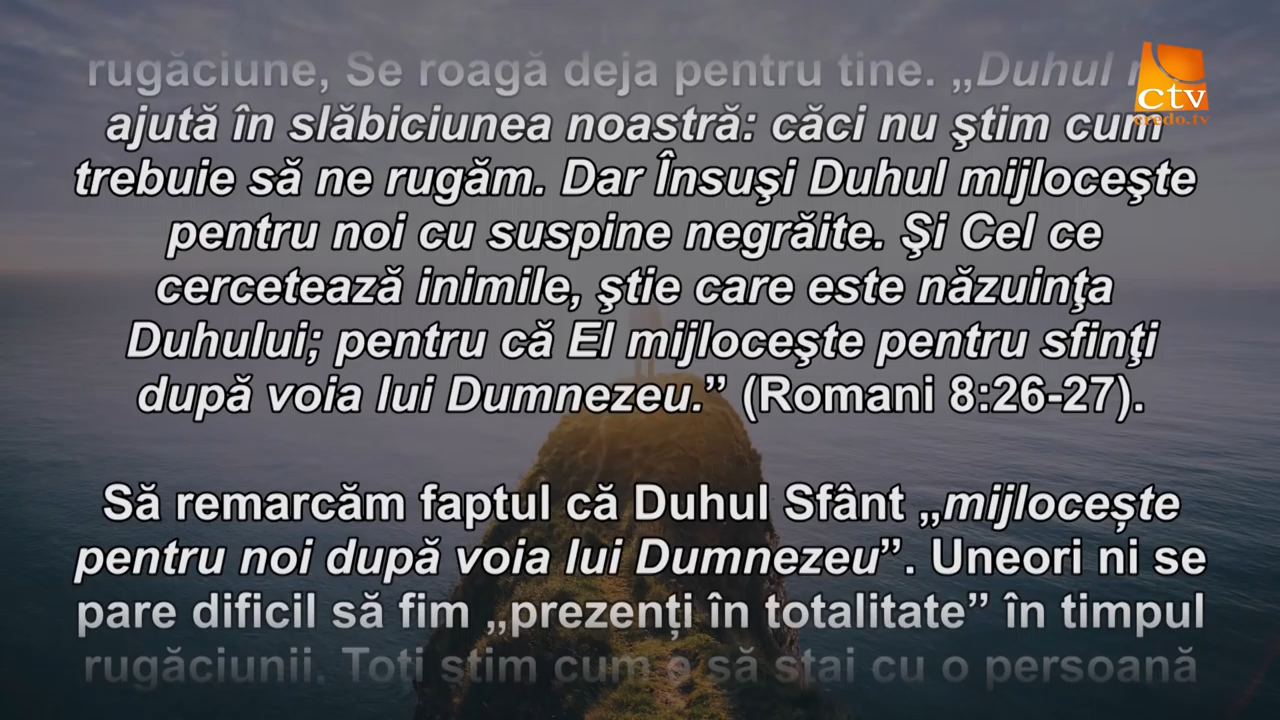 rugăciune, Se roagă deja pentru tine. „Duhul
ajută în slăbiciunea noastră: căci nu ştim cum
trebuie să ne rugăm. Dar Însuşi Duhul mijloceşte
pentru noi cu suspine negrăite. Şi Cel ce
cercetează inimile, ştie care este năzuinţa
Duhului; pentru că El mijloceşte pentru sfinţi
după voia lui Dumnezeu.” (Romani 8:26-27).
Să remarcăm faptul că Duhul Sfânt „mijlocește
pentru noi după voia lui Dumnezeu”. Uneori ni se
pare dificil să fim „prezenți în totalitate” în timpul
rugăciunii. Toți știm cum e să stai cu o persoană
ctv
credo.tv